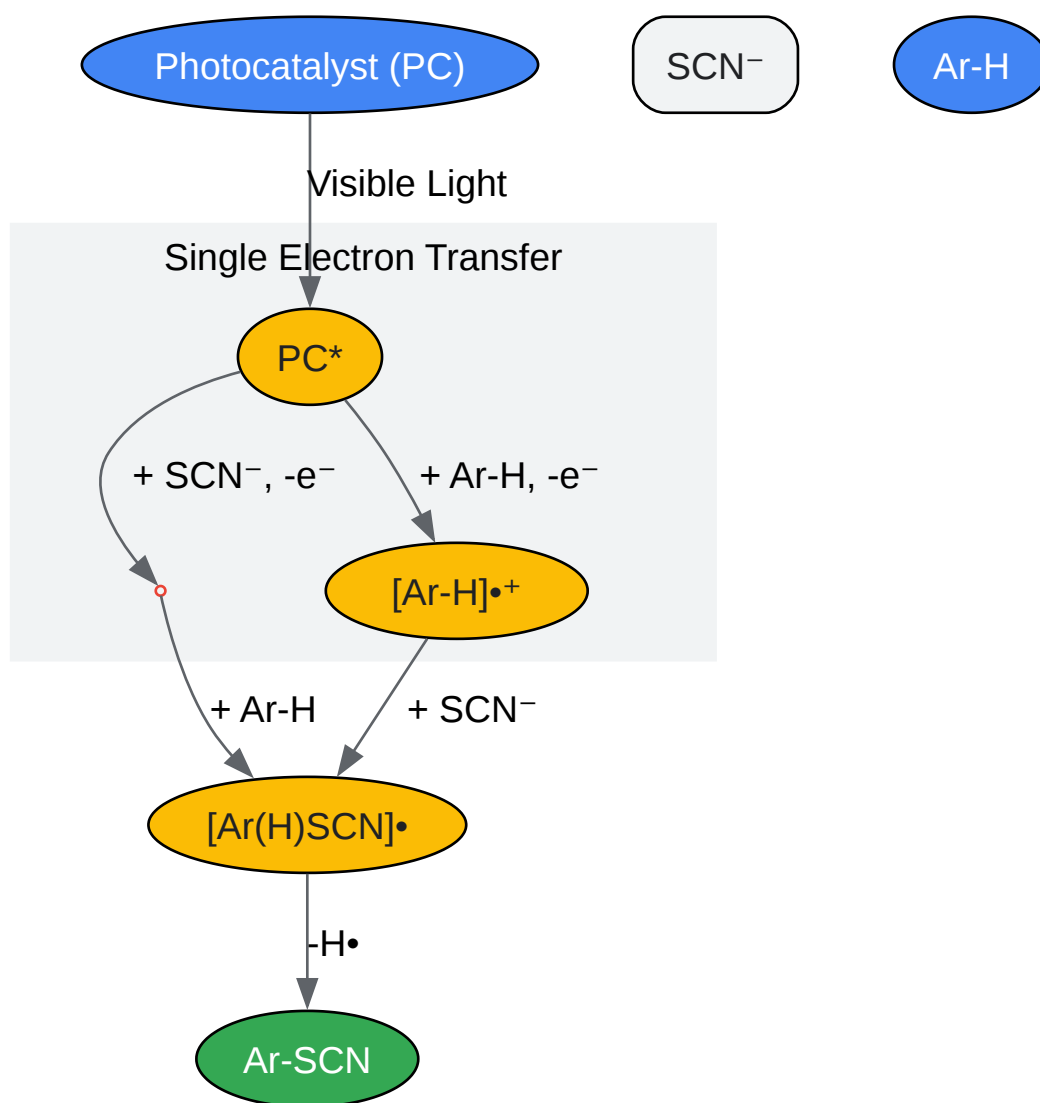 Photocatalyst (PC)
SCN⁻
Ar-H
Visible Light
Single Electron Transfer
PC*
+ SCN⁻, -e⁻
+ Ar-H, -e⁻
[Ar-H]•⁺
+ Ar-H
+ SCN⁻
[Ar(H)SCN]•
-H•
Ar-SCN